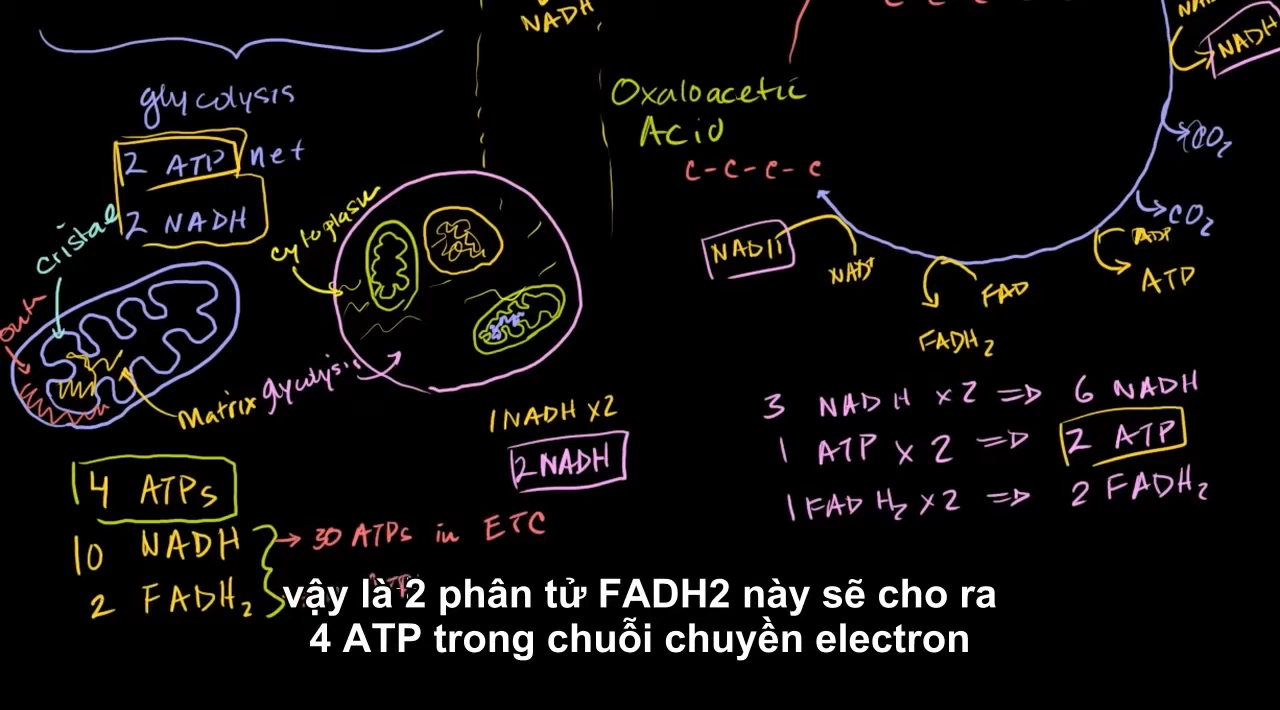 NADH
glycolysis
2 ATP net
2 NADH
cristae
cytoplasm
Matrix
glycolysis
1 NADH X2
2 NADH
4 ATPs
10 NADH
2 FADH2
30 ATPs in ETC
Oxaloacetic
Acid
C-C-C-C
NADH
CO2
CO2
ADP
ATP
FAD
FADH2
NADH
3 NADH x2 => 6 NADH
1 ATP x 2 => 2 ATP
1 FADH2 x2 => 2 FADH2
vậy là 2 phân tử FADH2 này sẽ cho ra
4 ATP trong chuỗi chuyền electron